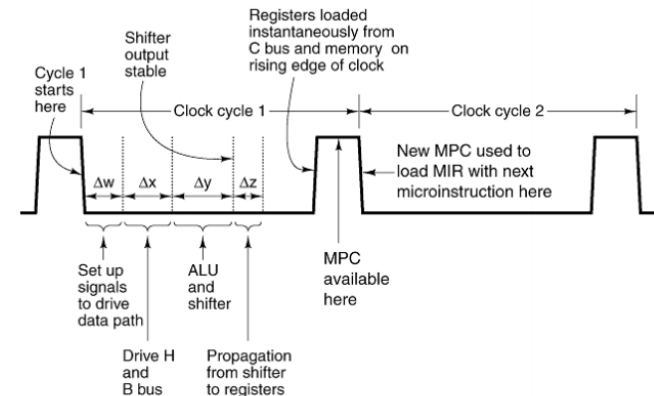 Registers loaded
instantaneously from
C bus and memory on
rising edge of clock
Shifter
output
stable
Cycle 1
starts
here
Clock cycle 1
Clock cycle 2
New MPC used to
load MIR with next
microinstruction here
Δw
Δx
Δy
Δz
Set up
signals
to drive
data path
ALU
and
shifter
MPC
available
here
Drive H
and
B bus
Propagation
from shifter
to registers